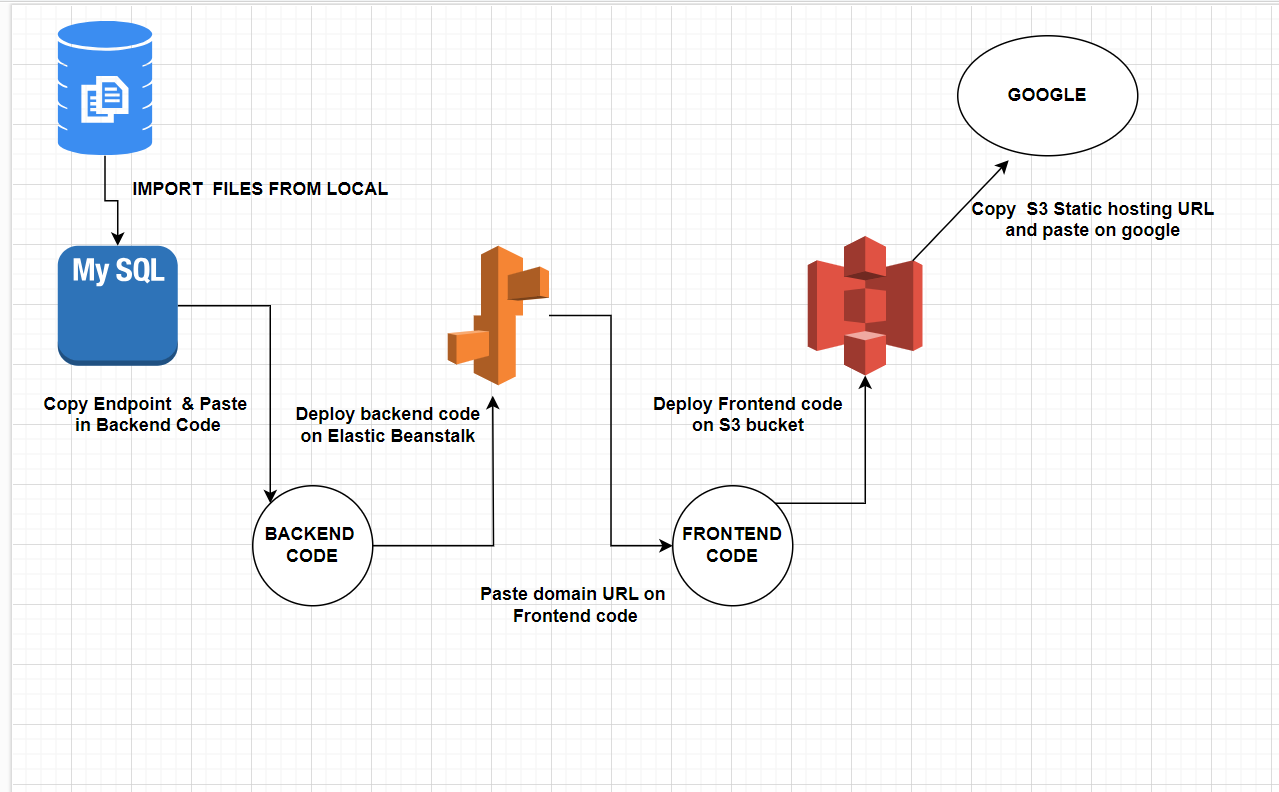 GOOGLE
IMPORT  FILES FROM LOCAL
Copy  S3 Static hosting URL
and paste on google
My SQL
Copy Endpoint  & Paste
in Backend Code
Deploy backend code
on Elastic Beanstalk
Deploy Frontend code
on S3 bucket
BACKEND
CODE
FRONTEND
CODE
Paste domain URL on
Frontend code